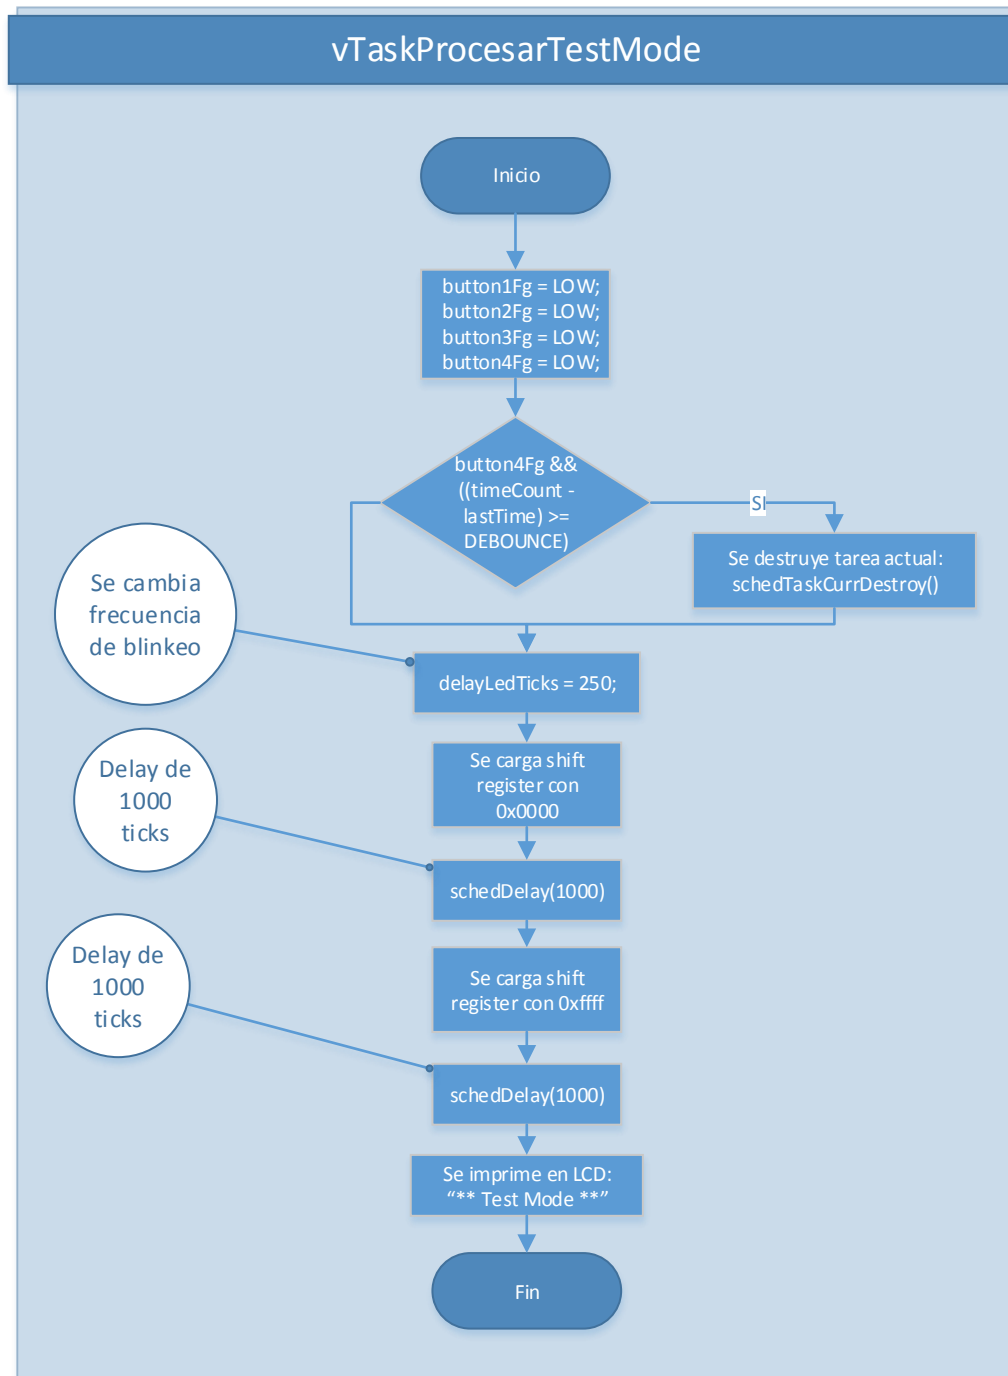 vTaskProcesarTestMode
Inicio
button1Fg = LOW;
button2Fg = LOW;
button3Fg = LOW;
button4Fg = LOW;
button4Fg &&
((timeCount -
lastTime) >=
DEBOUNCE)
SI
Se destruye tarea actual:
schedTaskCurrDestroy()
Se cambia
frecuencia
de blinkeo
delayLedTicks = 250;
Se carga shift
register con
0x0000
Delay de
1000
ticks
schedDelay(1000)
Se carga shift
register con 0xffff
Delay de
1000
ticks
schedDelay(1000)
Se imprime en LCD:
“** Test Mode **”
Fin